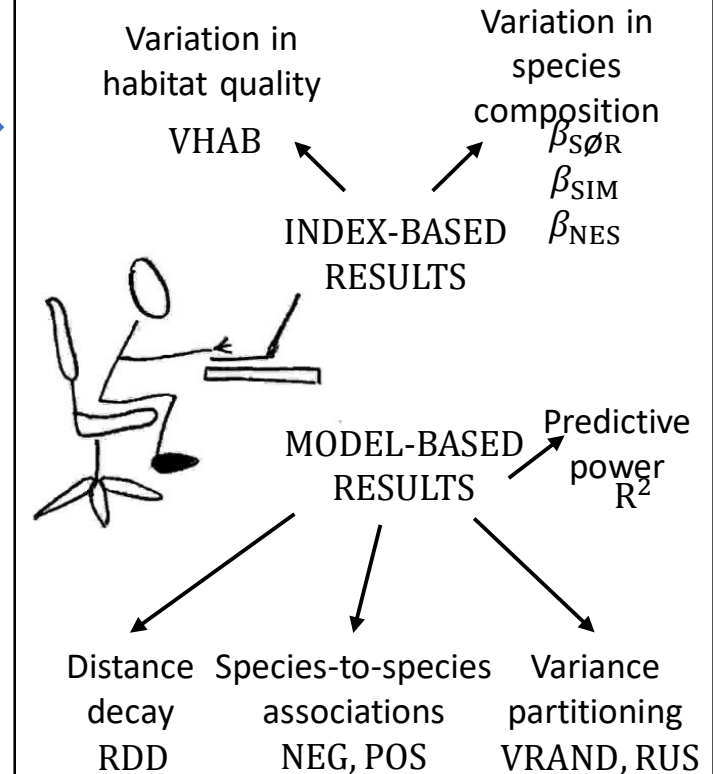 Variation in
habitat quality
VHAB
Variation in
species
composition
βSØR
βSIM
βNES
INDEX-BASED
RESULTS
MODEL-BASED
RESULTS
Predictive
power
R²
Distance
decay
RDD
Species-to-species
associations
NEG, POS
Variance
partitioning
VRAND, RUS